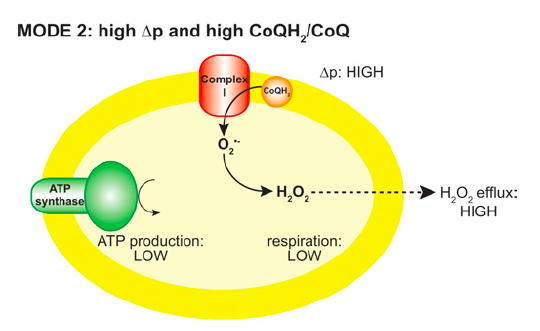 MODE 2: high Δp and high CoQH₂/CoQ
Complex
I
CoQH₂
Δp: HIGH
O₂•-
ATP
synthase
H₂O₂
H₂O₂ efflux:
HIGH
ATP production:
LOW
respiration:
LOW